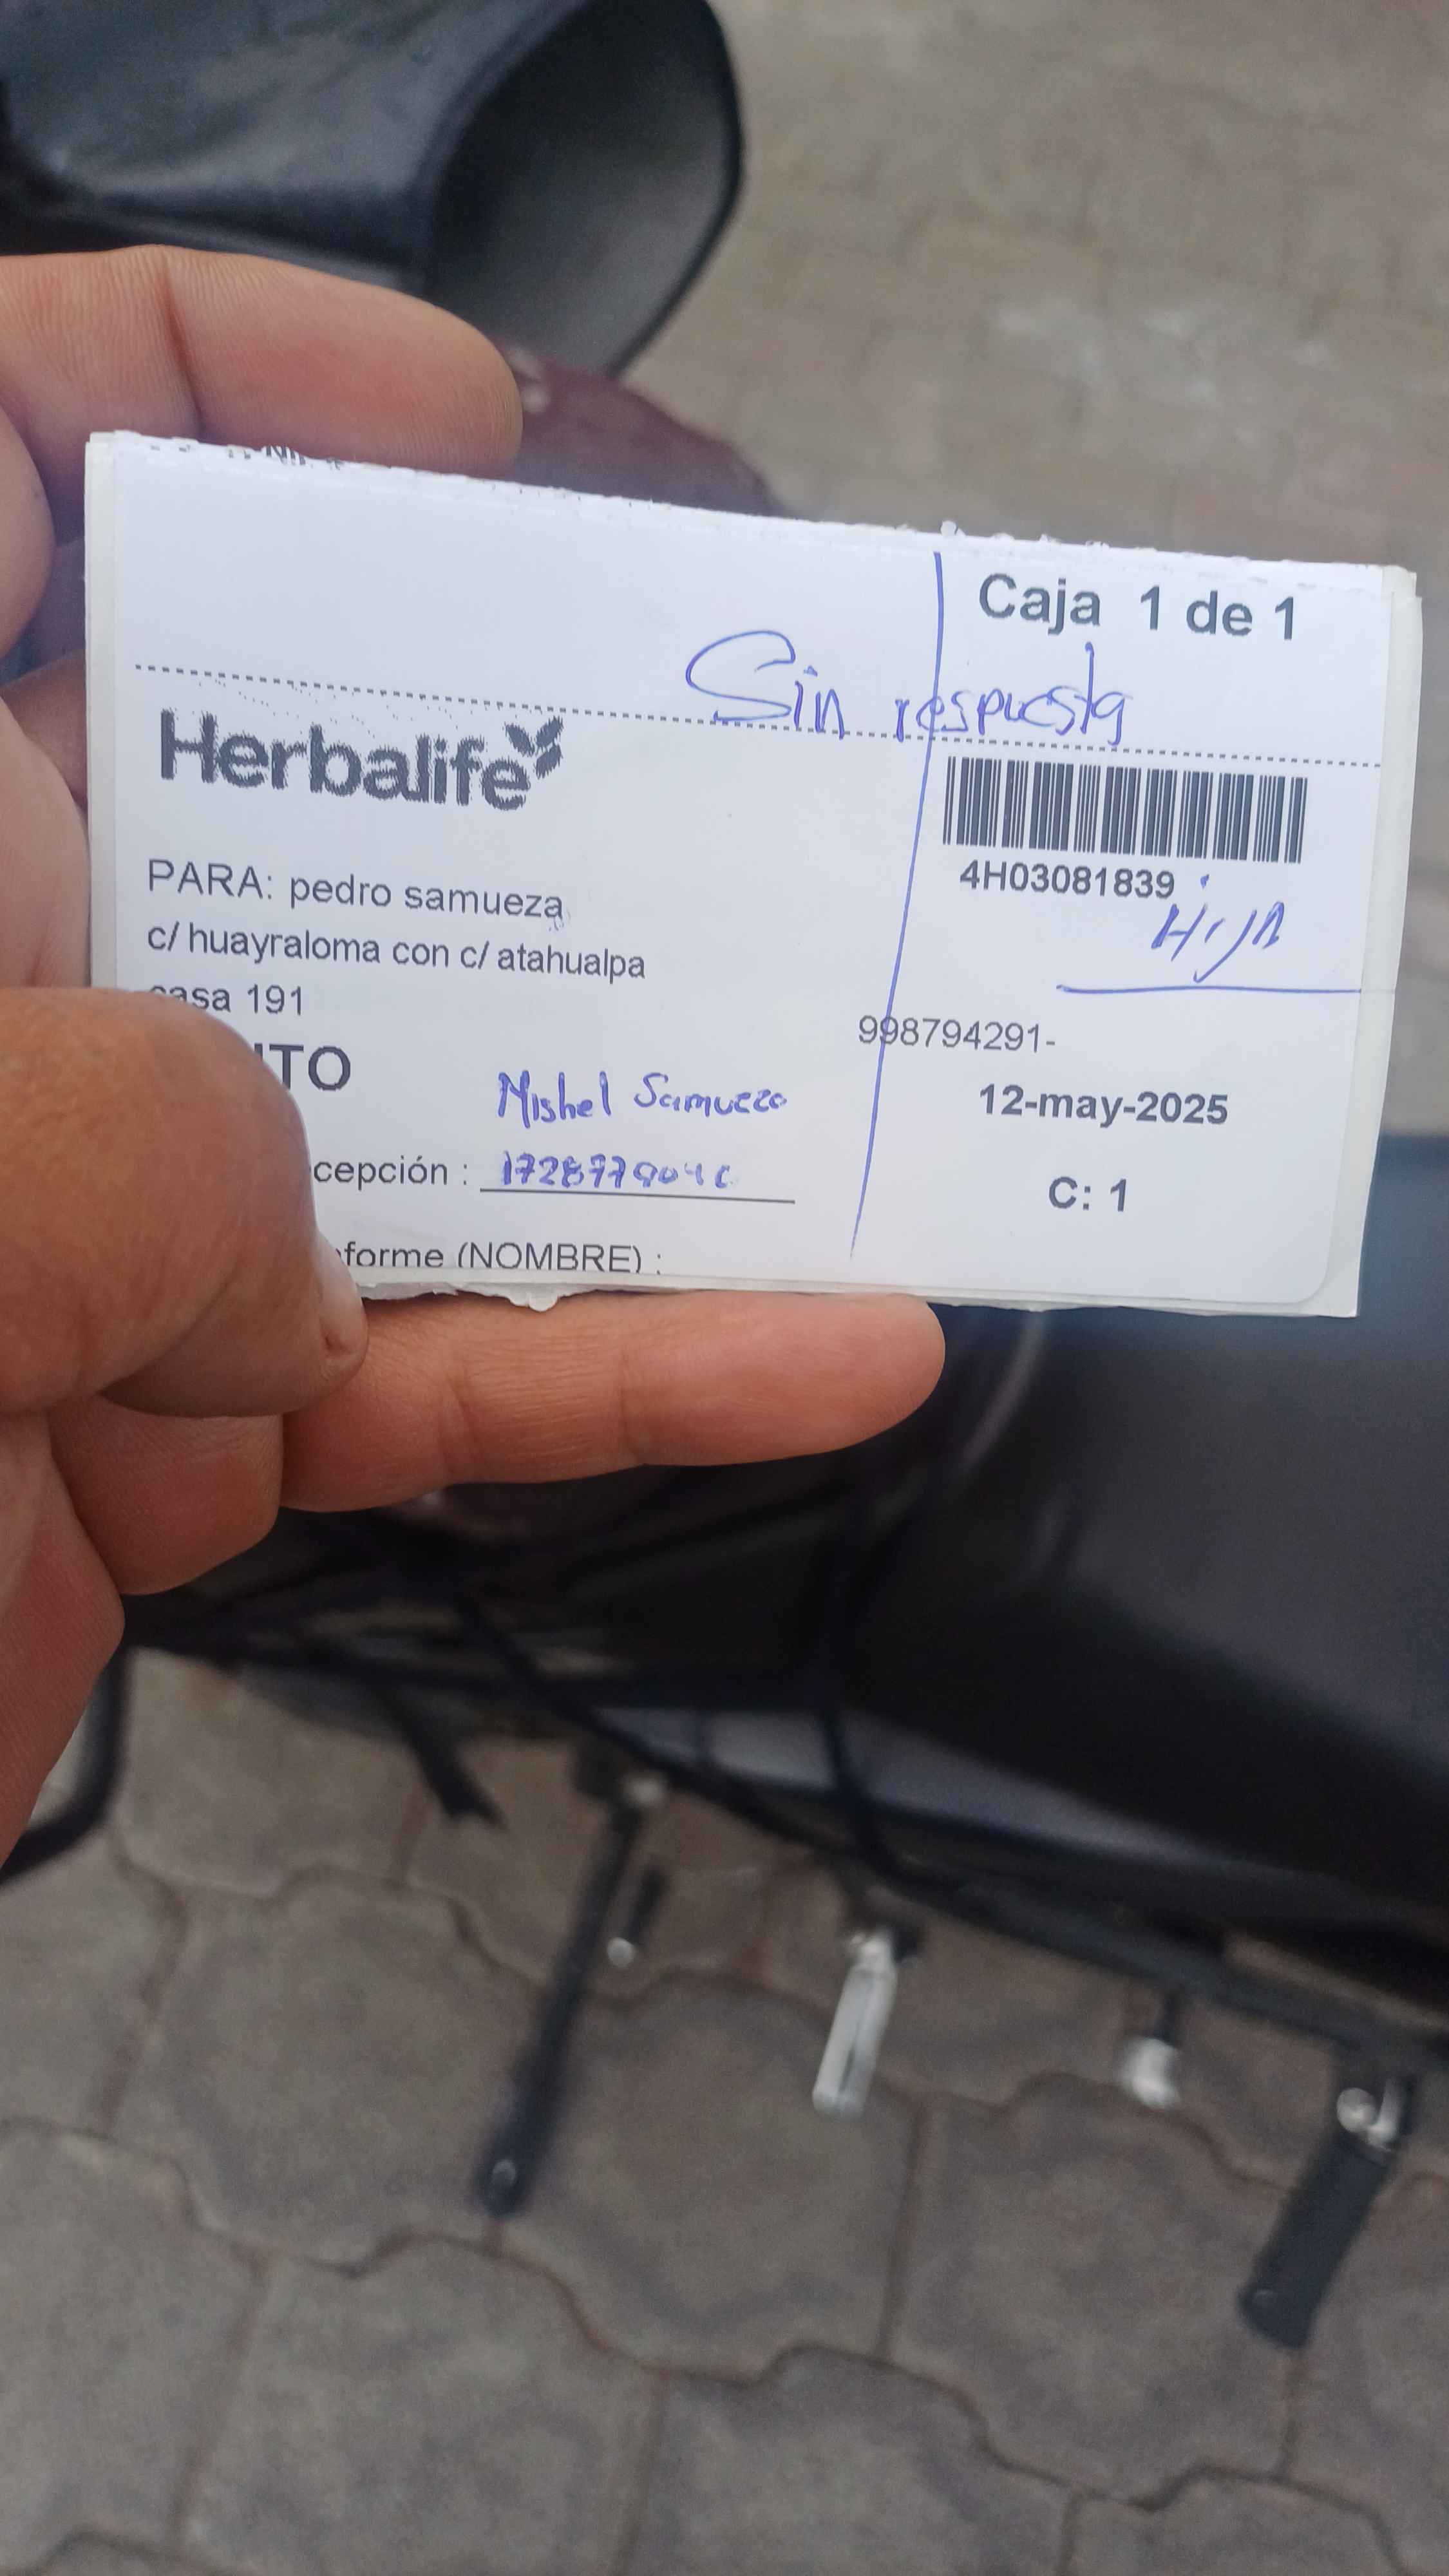 Caja 1 de 1
Sin respuesta
Herbalife
4H03081839
Hija
PARA: pedro samueza
c/ huayraloma con c/ atahualpa
casa 191
998794291-
ITO
12-may-2025
Mishel Samueza
cepción :
C: 1
forme (NOMBRE) :